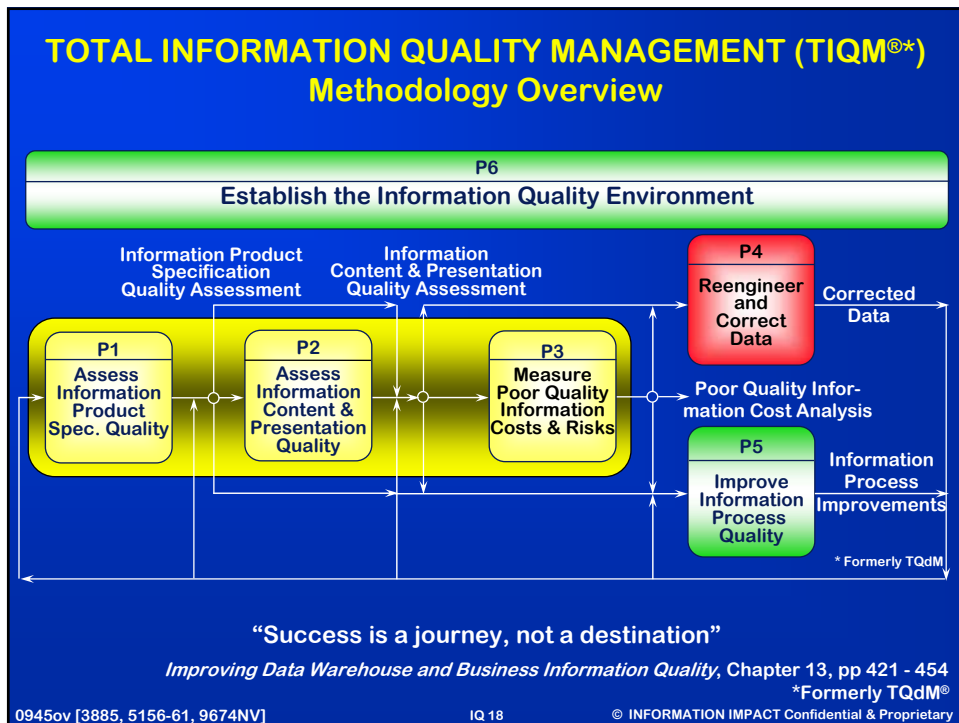 TOTAL INFORMATION QUALITY MANAGEMENT (TIQM®*)
Methodology Overview
P6
Establish the Information Quality Environment
Information Product
Specification
Quality Assessment
Information
Content & Presentation
Quality Assessment
P4
Reengineer
and
Correct
Data
Corrected
Data
P1
Assess
Information
Product
Spec. Quality
P2
Assess
Information
Content &
Presentation
Quality
P3
Measure
Poor Quality
Information
Costs & Risks
Poor Quality Infor-
mation Cost Analysis
P5
Improve
Information
Process
Quality
Information
Process
Improvements
* Formerly TQdM
“Success is a journey, not a destination”
Improving Data Warehouse and Business Information Quality, Chapter 13, pp 421 - 454
*Formerly TQdM®
0945ov [3885, 5156-61, 9674NV]
IQ 18
© INFORMATION IMPACT Confidential & Proprietary